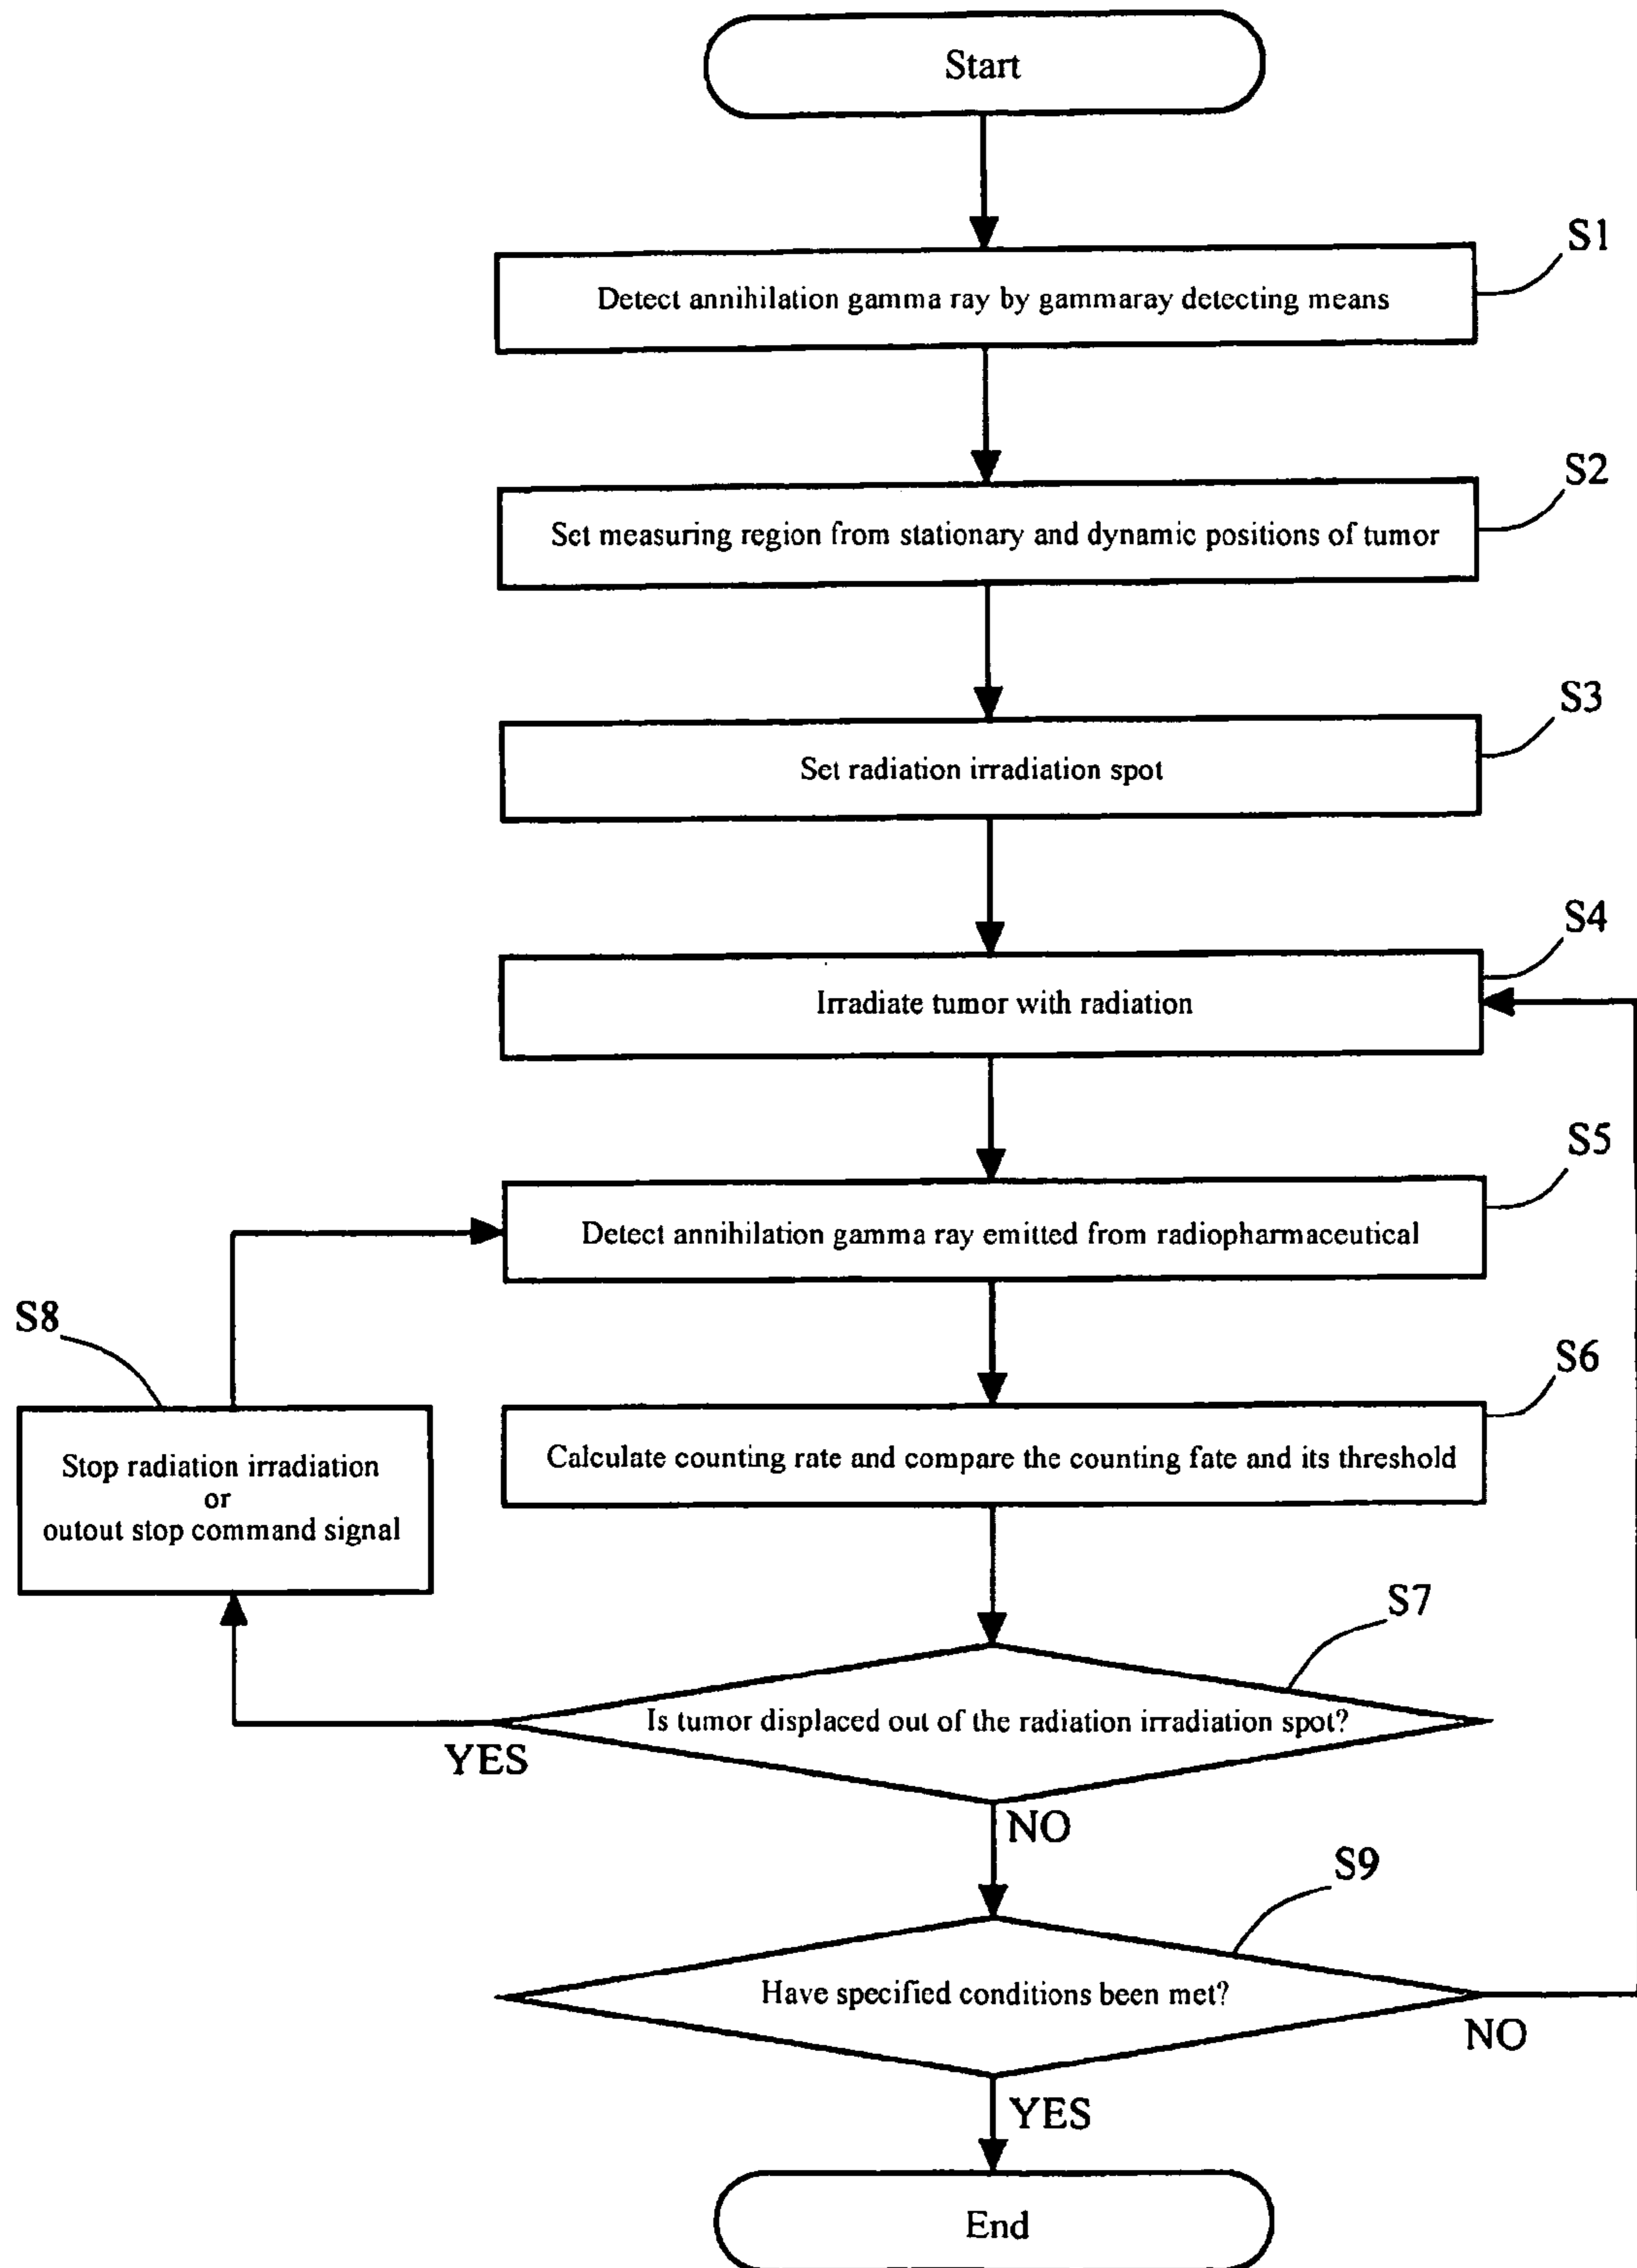 Start
S1
Detect annihilation gamma ray by gammaray detecting means
S2
Set measuring region from stationary and dynamic positions of tumor
S3
Set radiation irradiation spot
S4
Irradiate tumor with radiation
S5
Detect annihilation gamma ray emitted from radiopharmaceutical
S8
S6
Stop radiation irradiation
or
outout stop command signal
Calculate counting rate and compare the counting fate and its threshold
S7
Is tumor displaced out of the radiation irradiation spot?
YES
NO
S9
Have specified conditions been met?
NO
YES
End